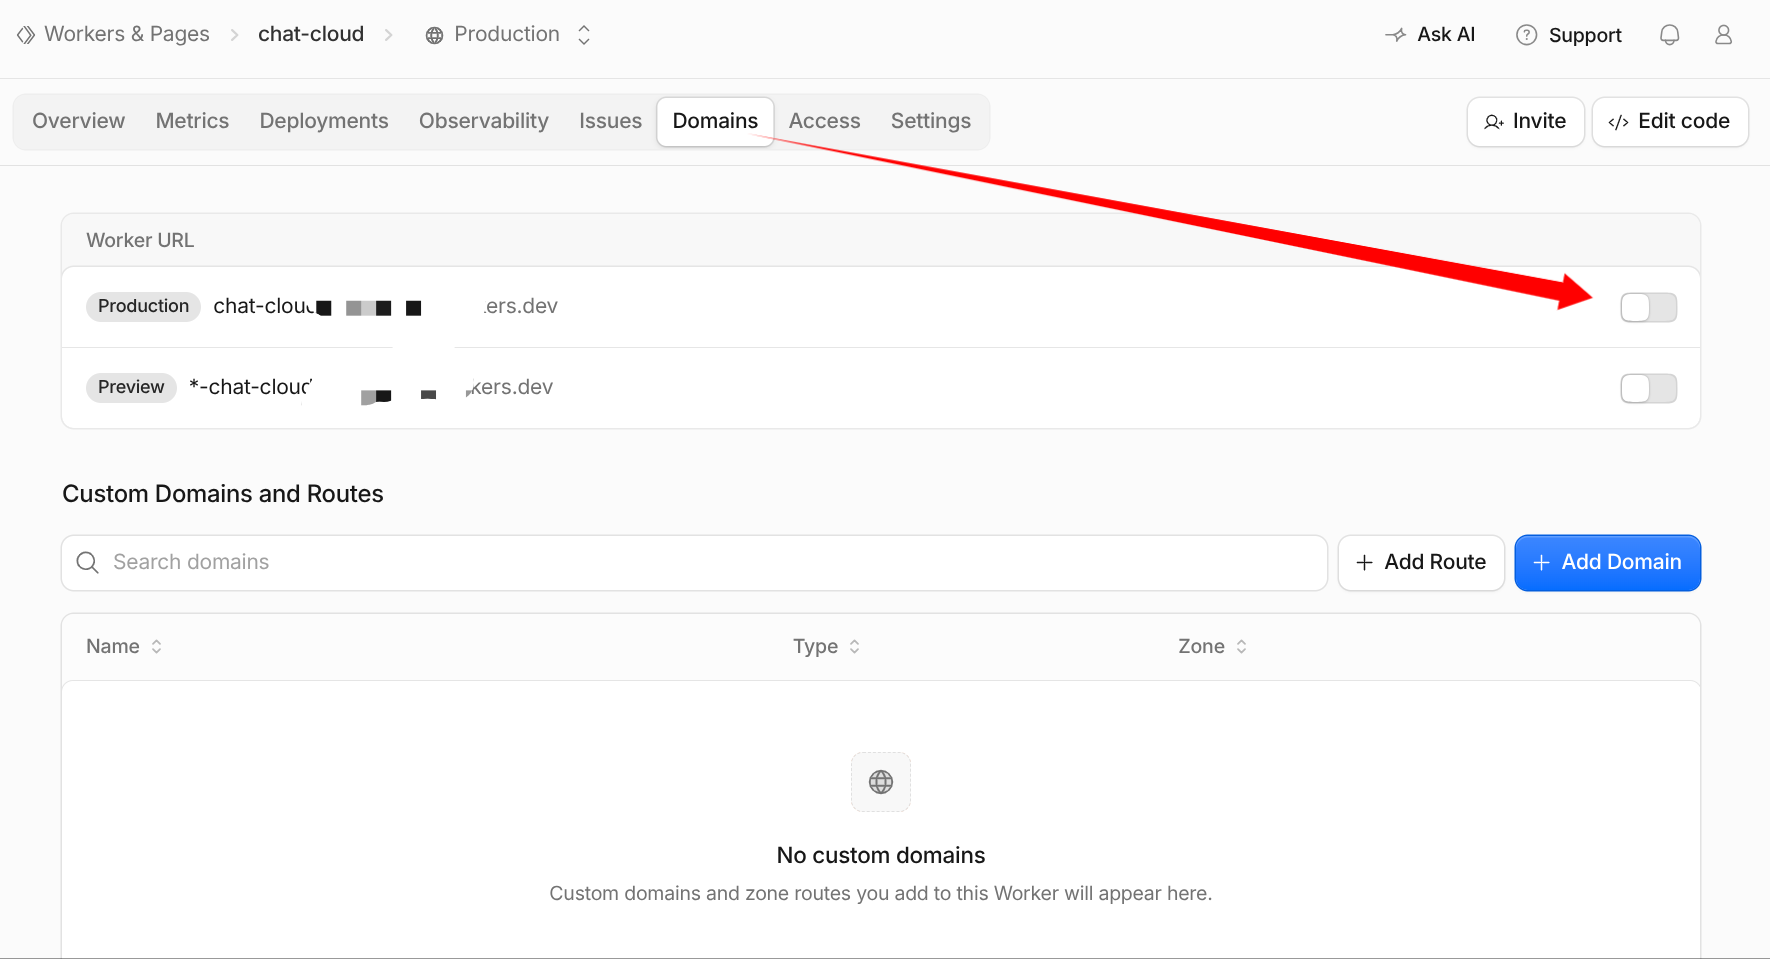 Workers & Pages > chat-cloud > Production
Ask AI
Support
Overview
Metrics
Deployments
Observability
Issues
Domains
Access
Settings
Invite
</> Edit code
Worker URL
Production chat-clou ers.dev
Preview *-chat-cloud kers.dev
Custom Domains and Routes
Search domains
+ Add Route
+ Add Domain
Name
Type
Zone
No custom domains
Custom domains and zone routes you add to this Worker will appear here.